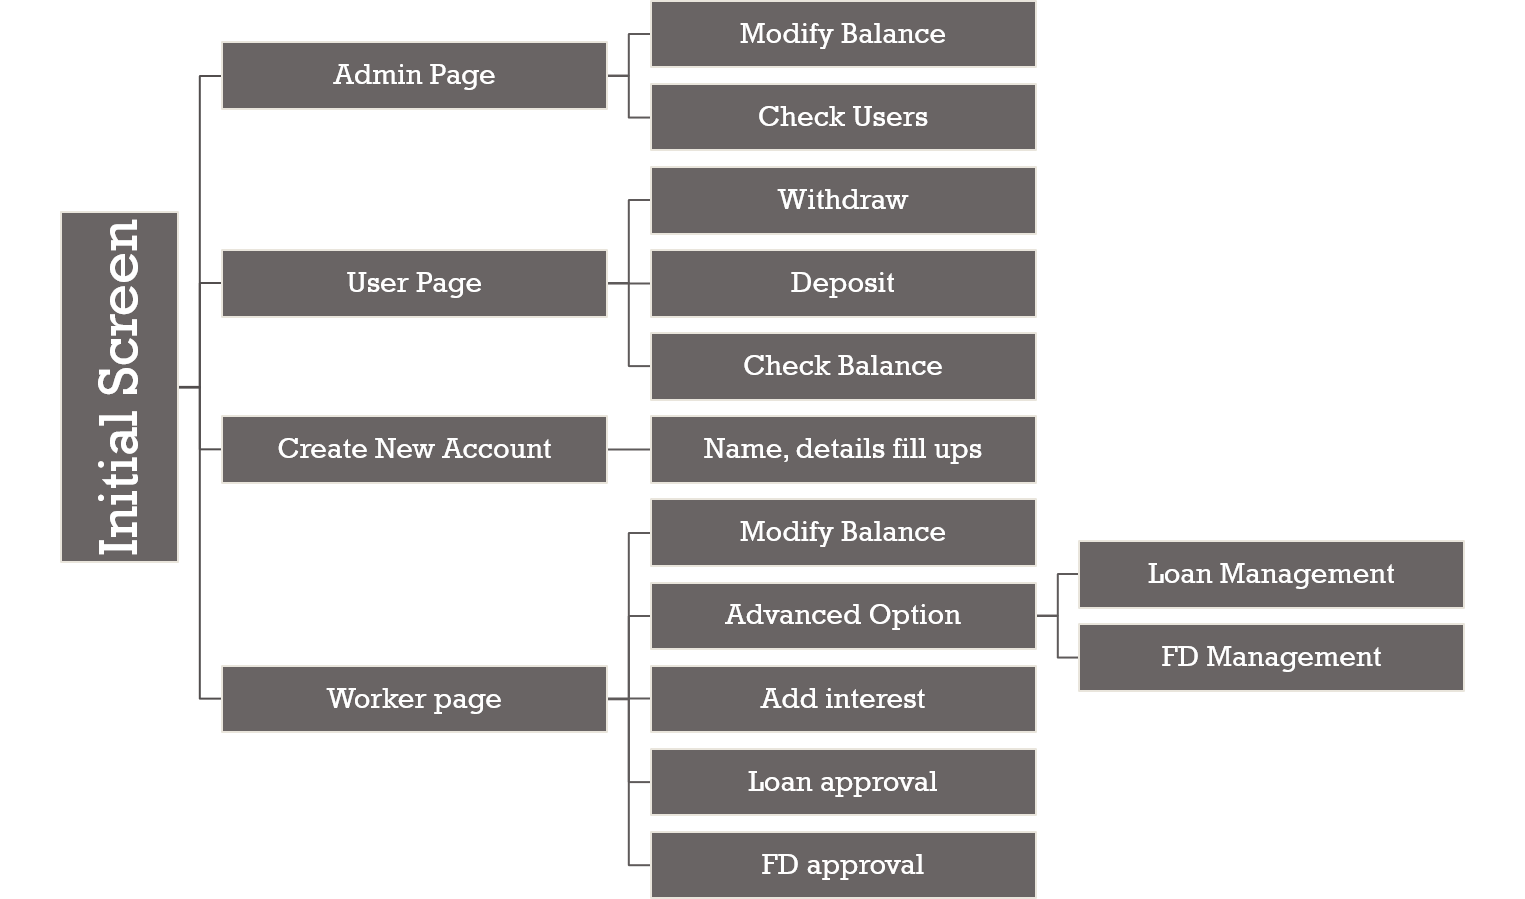 Initial Screen
Admin Page
Modify Balance
Check Users
User Page
Withdraw
Deposit
Check Balance
Create New Account
Name, details fill ups
Worker page
Modify Balance
Advanced Option
Loan Management
FD Management
Add interest
Loan approval
FD approval